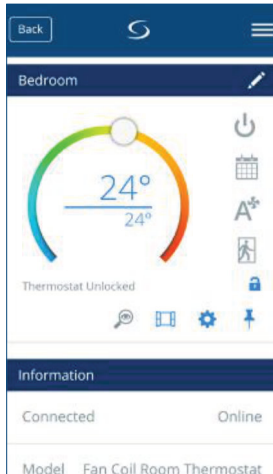 Back
Bedroom
24°
24°
A
Thermostat Unlocked
Information
Connected Online
Model Fan Coil Room Thermostat